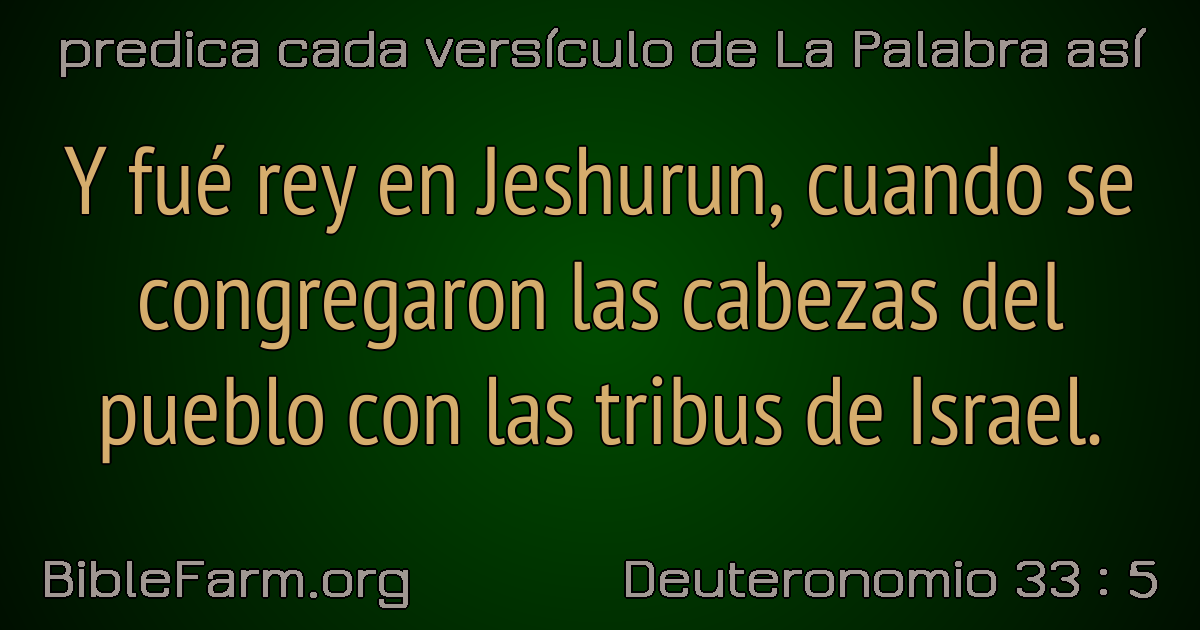 predica cada versículo de La Palabra así
Y fué rey en Jeshurun, cuando se
congregaron las cabezas del
pueblo con las tribus de Israel.
BibleFarm.org
Deuteronomio 33 : 5